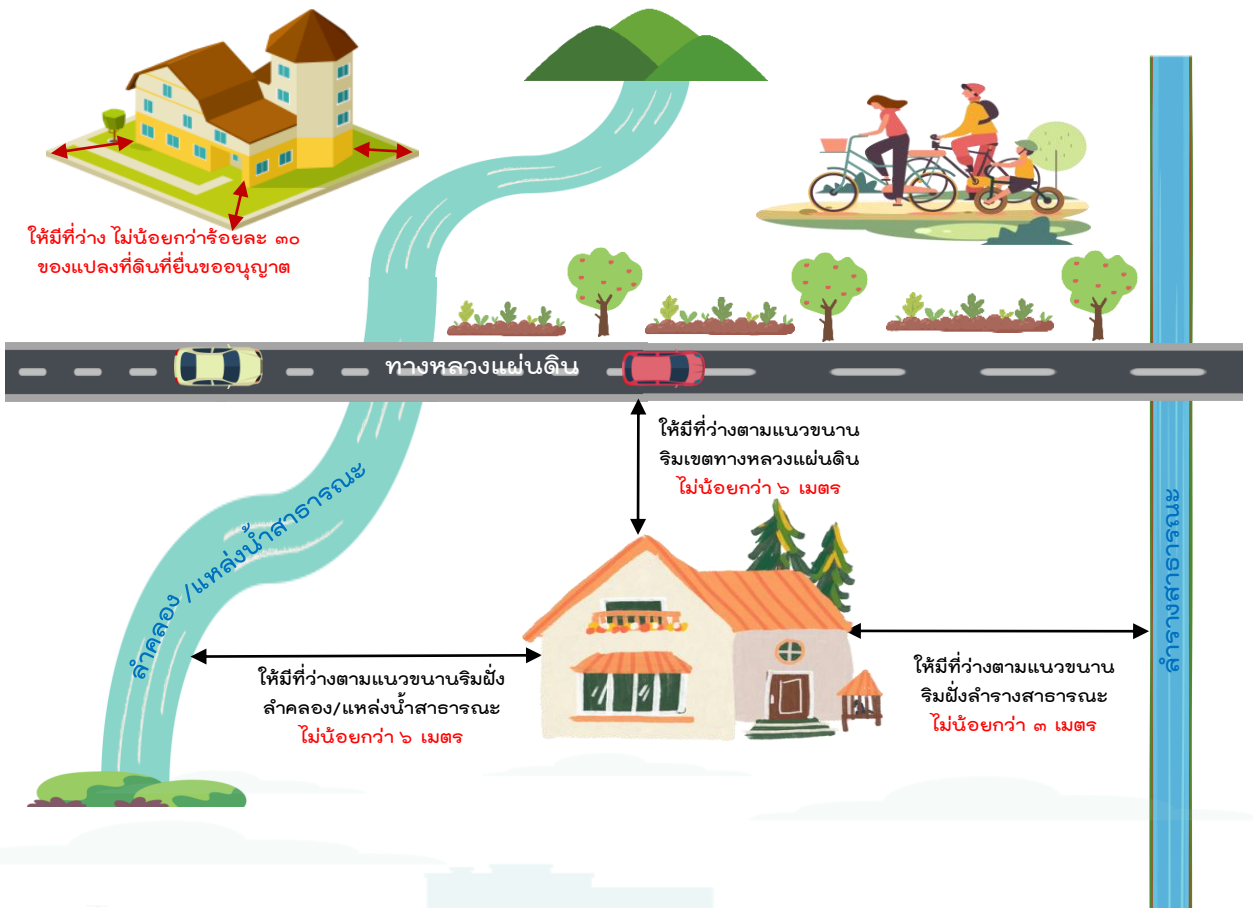 ให้มีที่ว่าง ไม่น้อยกว่าร้อยละ ๓๐
ของแปลงที่ดินที่ยื่นขออนุญาต
ทางหลวงแผ่นดิน
ให้มีที่ว่างตามแนวขนาน
ริมเขตทางหลวงแผ่นดิน
ไม่น้อยกว่า ๖ เมตร
ลำคลอง /แหล่งน้ำสาธารณะ
ให้มีที่ว่างตามแนวขนานริมฝั่ง
ลำคลอง/แหล่งน้ำสาธารณะ
ไม่น้อยกว่า ๖ เมตร
ให้มีที่ว่างตามแนวขนาน
ริมฝั่งลำรางสาธารณะ
ไม่น้อยกว่า ๓ เมตร
ลำรางสาธารณะ